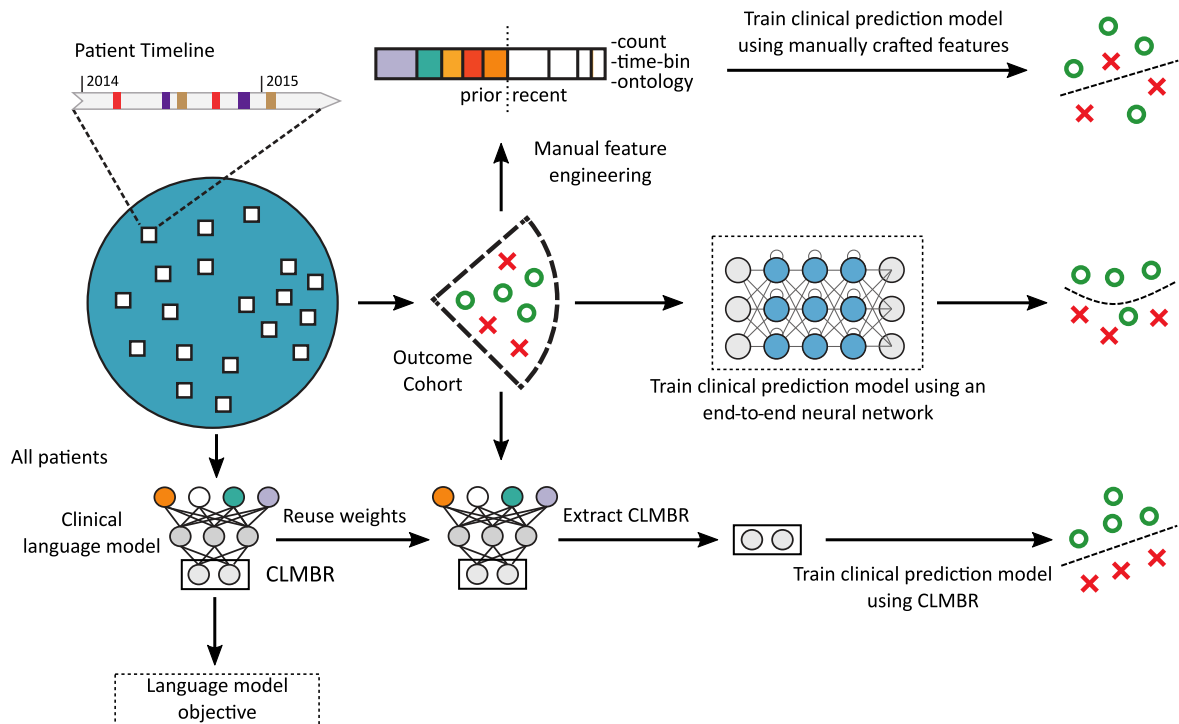 Patient Timeline
2014
2015
-count
-time-bin
-ontology
prior
recent
Train clinical prediction model
using manually crafted features
Manual feature
engineering
Outcome
Cohort
Train clinical prediction model using an
end-to-end neural network
All patients
Clinical
language model
CLMBR
Reuse weights
Extract CLMBR
Train clinical prediction model
using CLMBR
Language model
objective